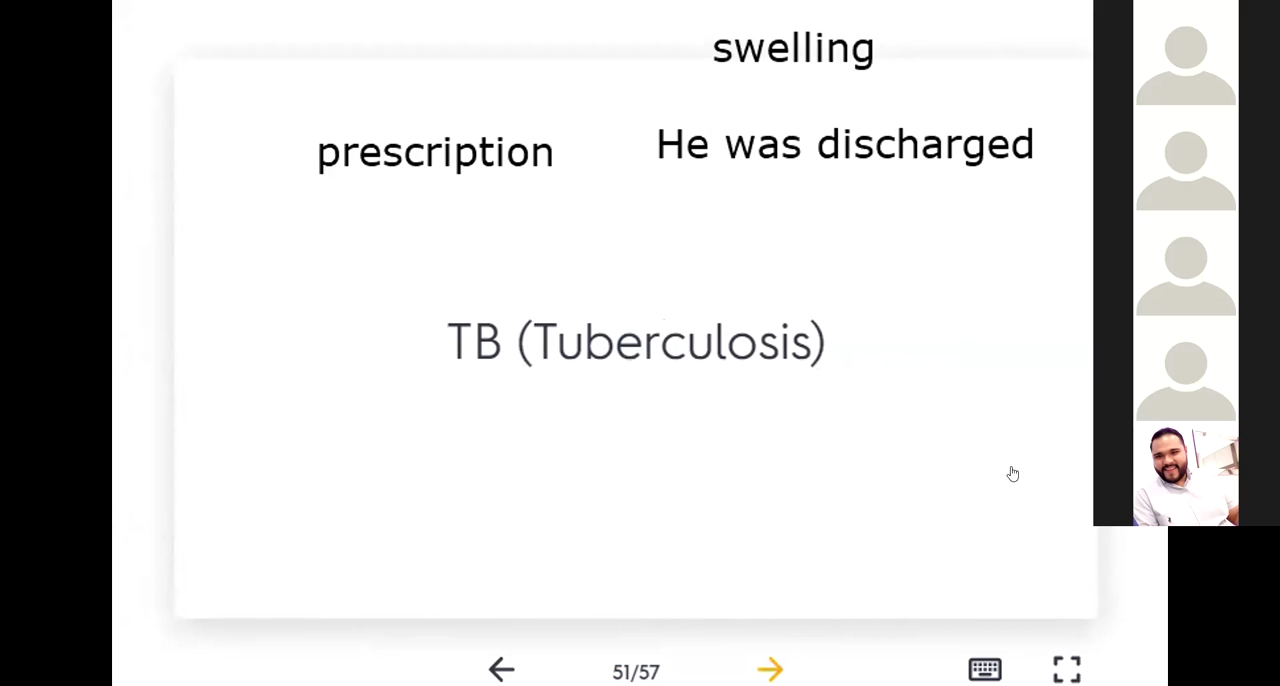 swelling
prescription
He was discharged
TB (Tuberculosis)
51/57